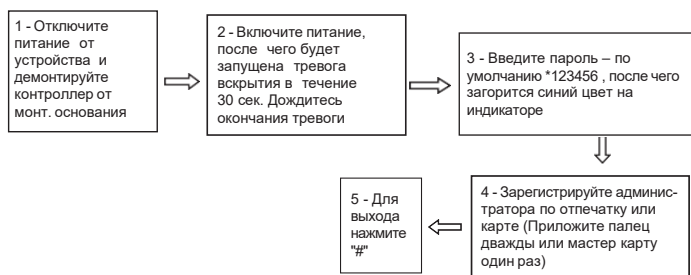 1 - Отключите
питание от
устройства и
демонтируйте
контроллер от
монт. основания
2 - Включите питание,
после чего будет
запущена тревога
вскрытия в течение
30 сек. Дождитесь
окончания тревоги
3 - Введите пароль – по
умолчанию *123456 , после чего
загорится синий цвет на
индикаторе
4 - Зарегистрируйте админис-
тратора по отпечатку или
карте (Приложите палец
дважды или мастер карту
один раз)
5 - Для
выхода
нажмите
"#"